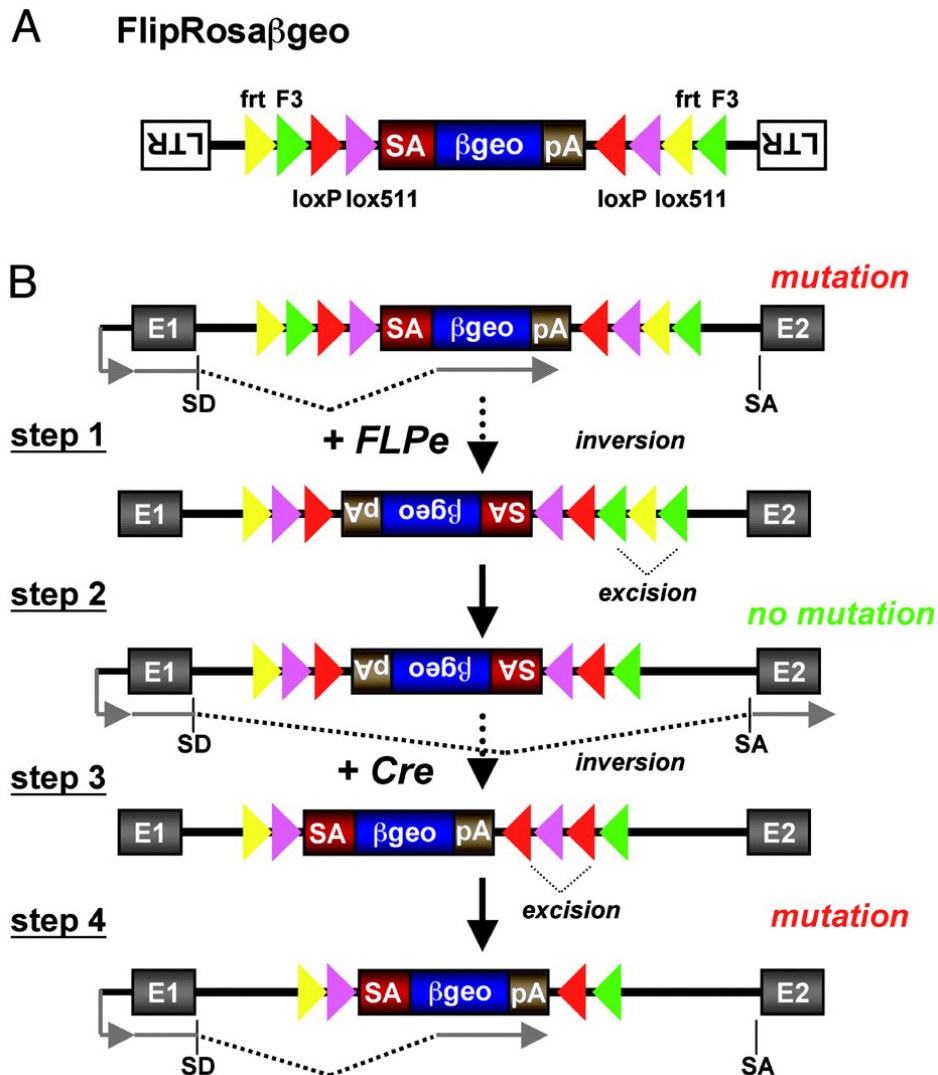 A FlipRosaβgeo
frt F3 frt F3
LTR SA βgeo pA LTR
loxP lox511 loxP lox511
B mutation
E1 SA βgeo pA E2
SD SA
step 1 + FLPe inversion
E1 pA βgeo SA E2
excision
step 2 no mutation
E1 pA βgeo SA E2
SD SA
+ Cre inversion
step 3
E1 SA βgeo pA E2
excision
step 4 mutation
E1 SA βgeo pA E2
SD SA